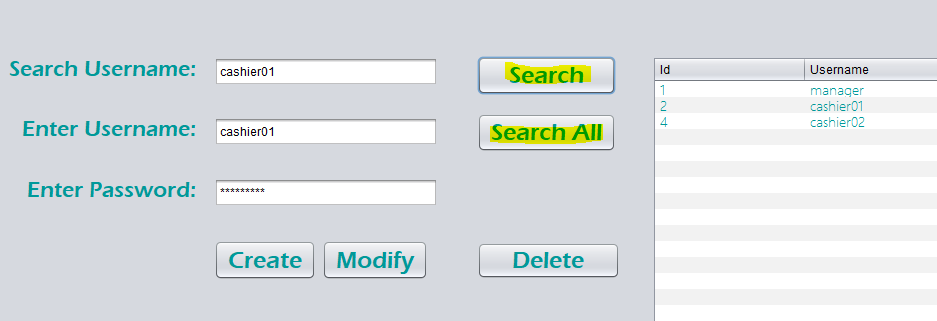 Search Username:
cashier01
Search
Enter Username:
cashier01
Search All
Enter Password:
*********
Create
Modify
Delete
Id Username
1 manager
2 cashier01
4 cashier02